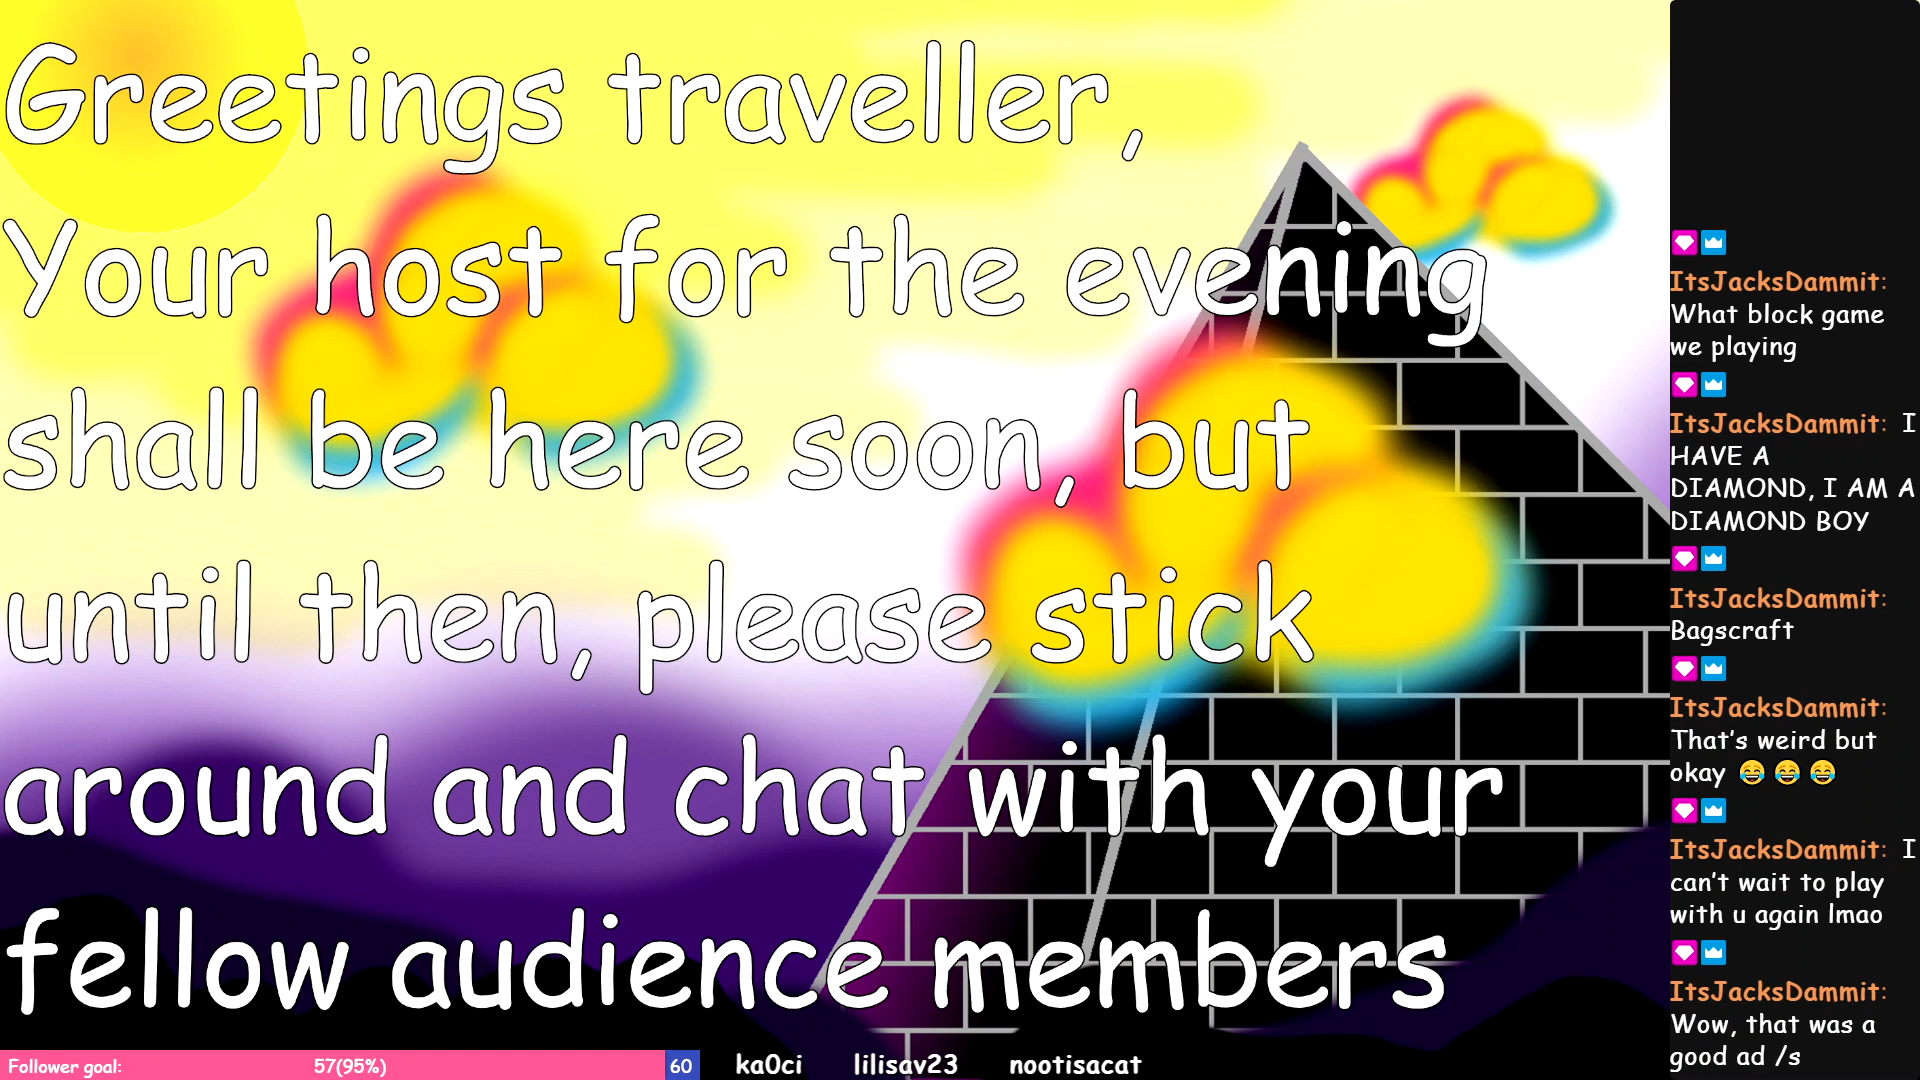 Greetings traveller,
Your host for the evening
shall be here soon, but
until then, please stick
around and chat with your
fellow audience members
Follower goal: 57(95%) 60 ka0ci lilisav23 nootisacat
ItsJacksDammit:
What block game
we playing
ItsJacksDammit: I
HAVE A
DIAMOND, I AM A
DIAMOND BOY
ItsJacksDammit:
Bagscraft
ItsJacksDammit:
That's weird but
okay 😂 😂 😂
ItsJacksDammit: I
can't wait to play
with u again lmao
ItsJacksDammit:
Wow, that was a
good ad /s